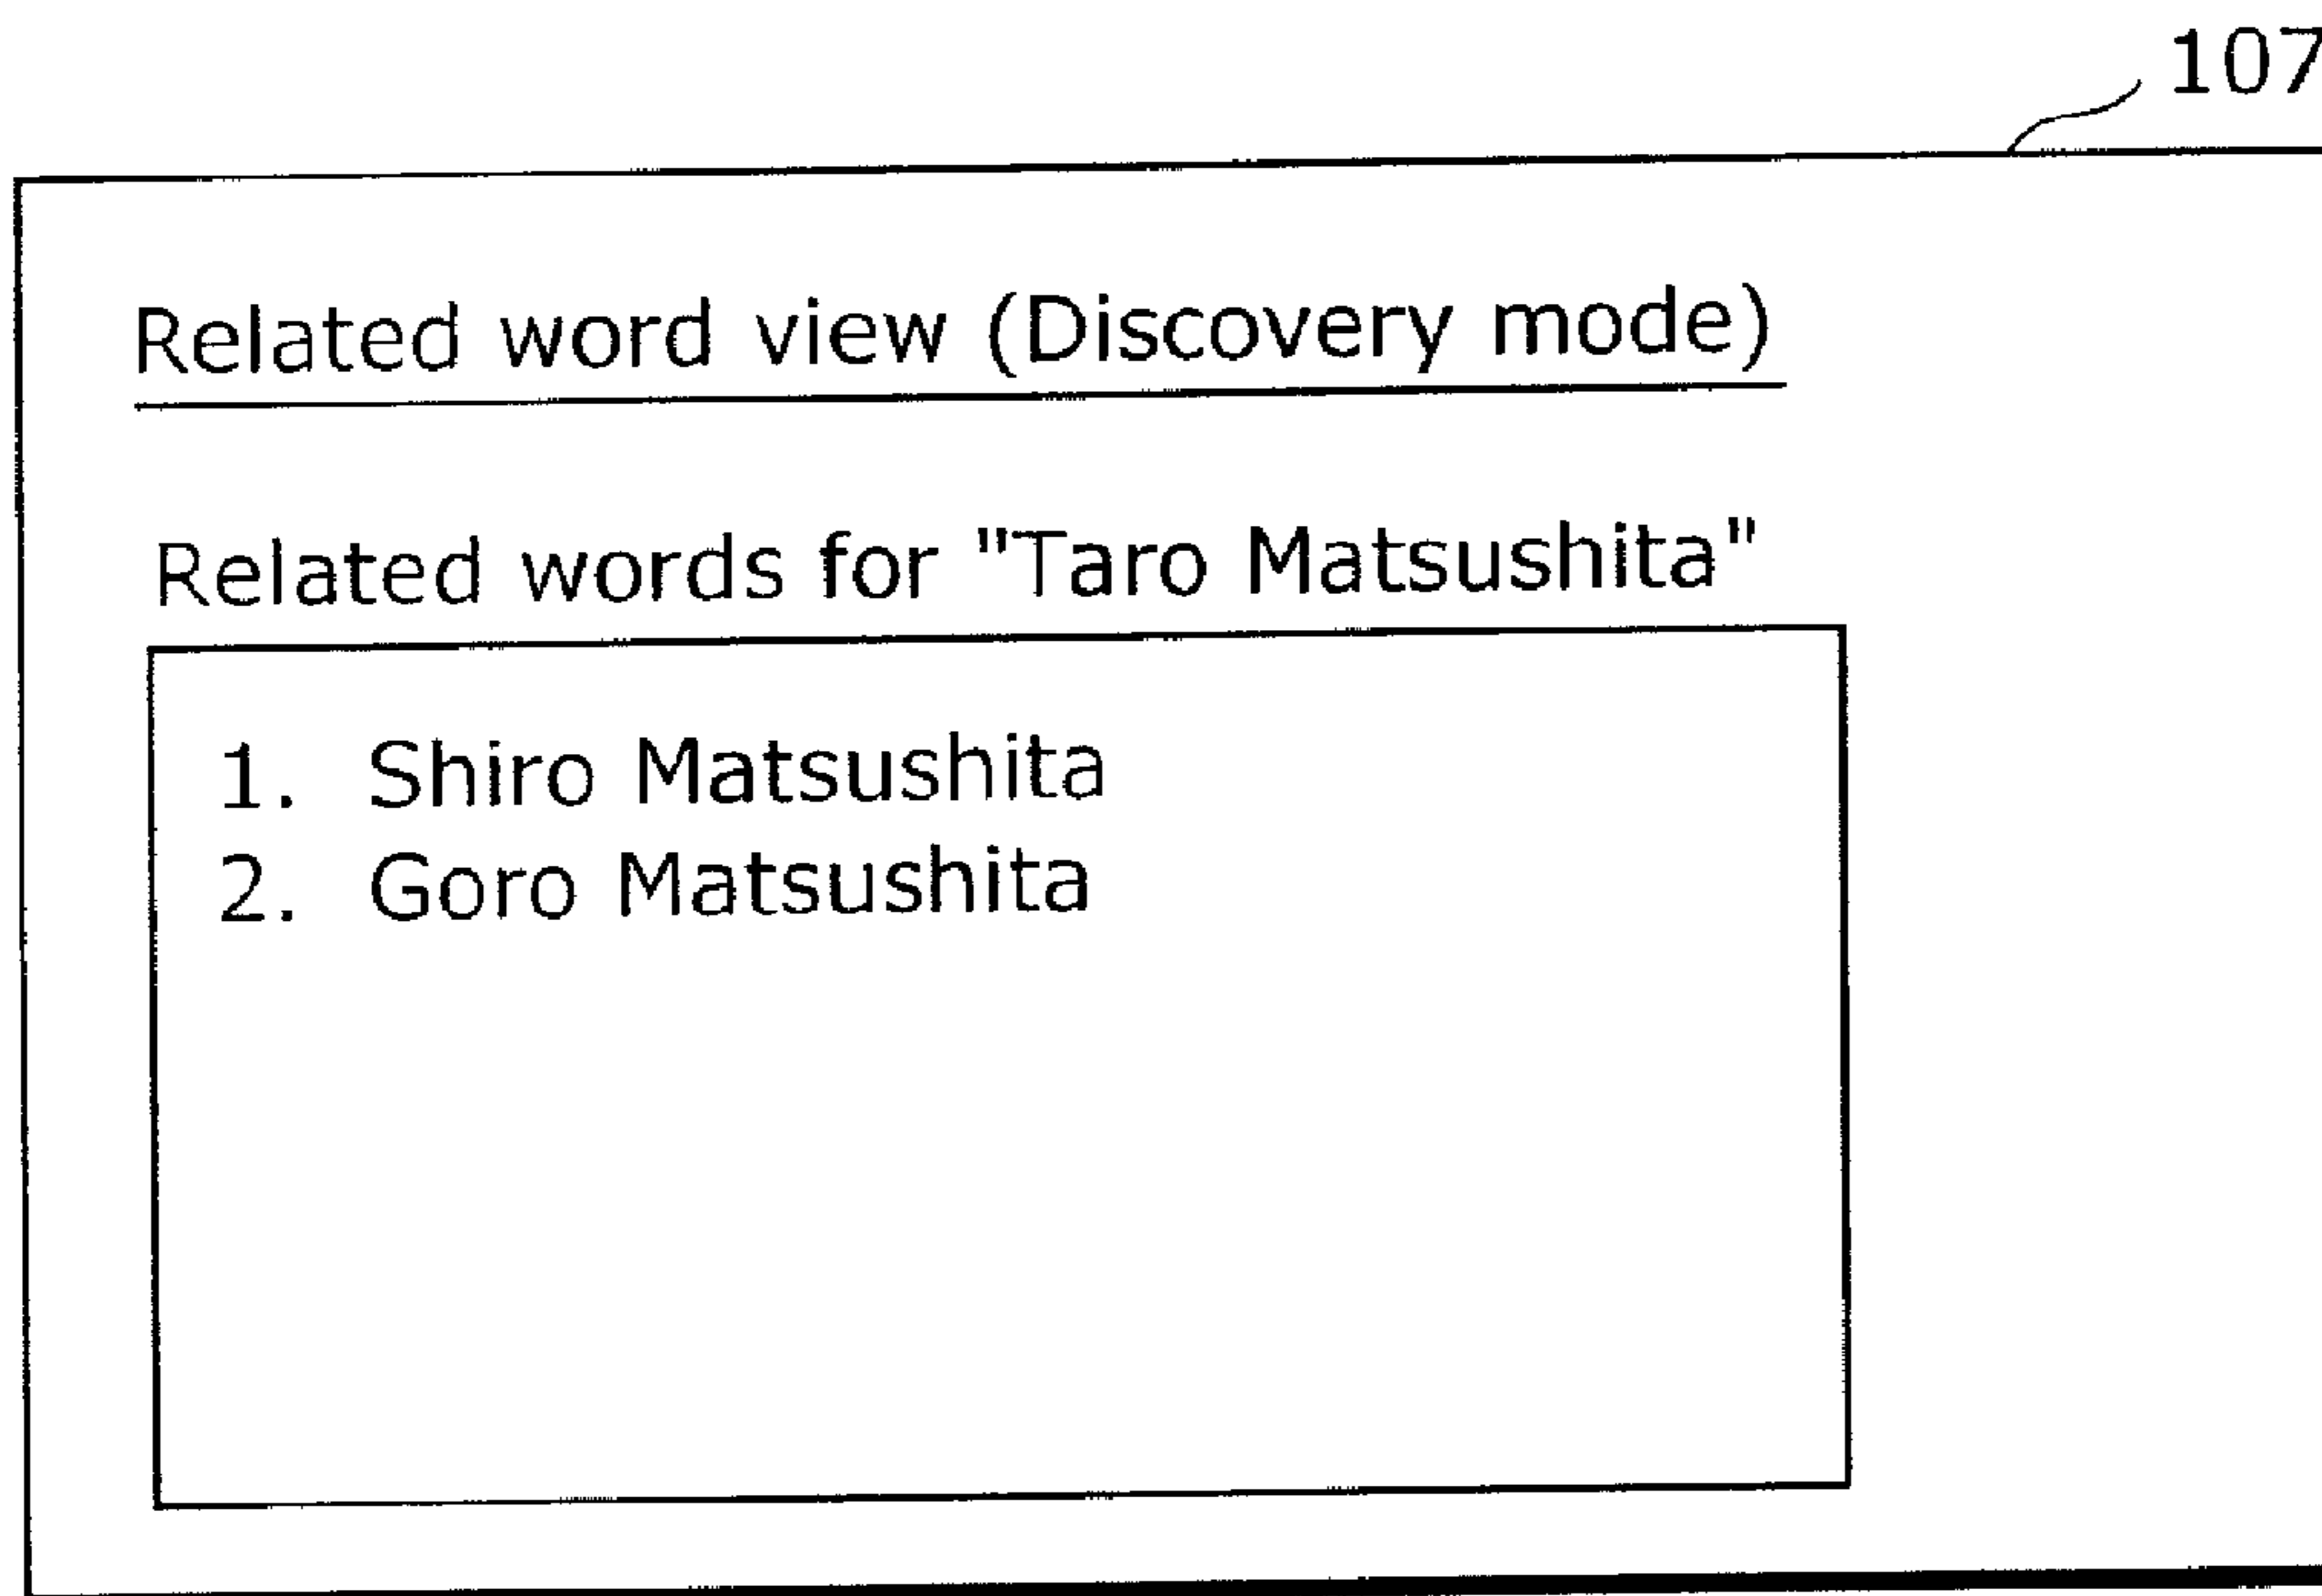 107
Related word view (Discovery mode)
Related words for "Taro Matsushita"
1. Shiro Matsushita
2. Goro Matsushita